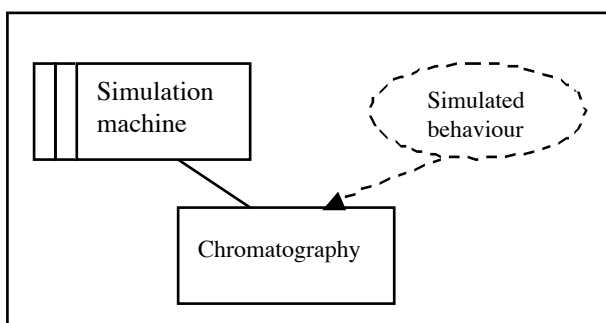 Simulation
machine
Simulated
behaviour
Chromatography